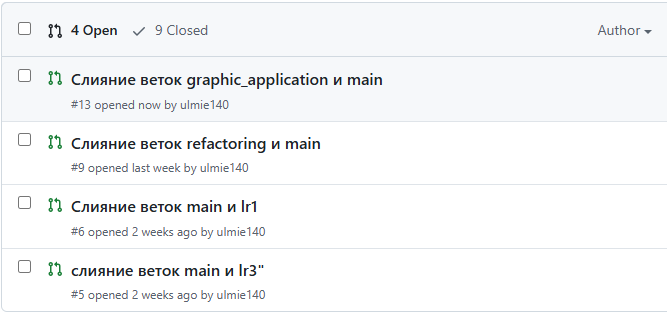 4 Open 9 Closed Author
Слияние веток graphic_application и main
#13 opened now by ulmie140
Слияние веток refactoring и main
#9 opened last week by ulmie140
Слияние веток main и lr1
#6 opened 2 weeks ago by ulmie140
слияние веток main и lr3"
#5 opened 2 weeks ago by ulmie140